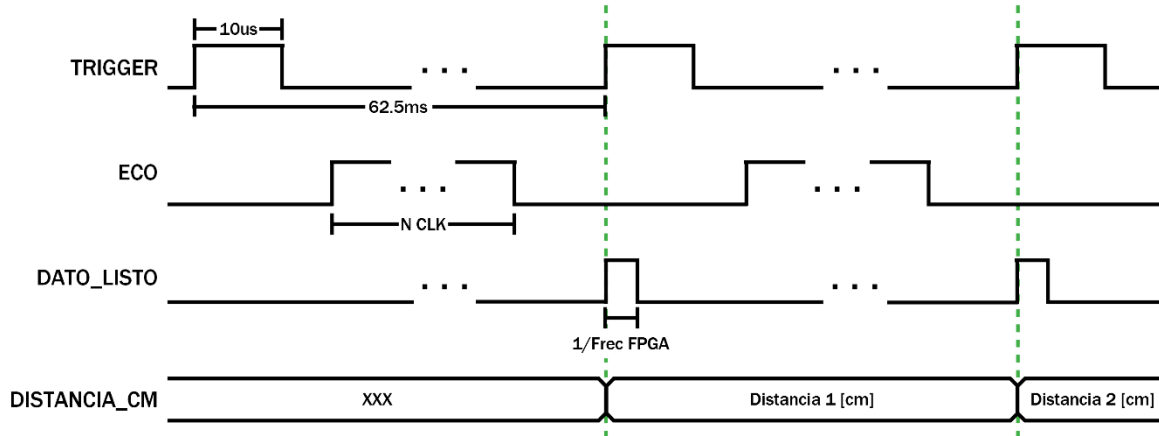 10us
TRIGGER
. . .
. . .
62.5ms
ECO
. . .
. . .
N CLK
DATO_LISTO
. . .
. . .
1/Frec FPGA
DISTANCIA_CM
XXX
Distancia 1 [cm]
Distancia 2 [cm]